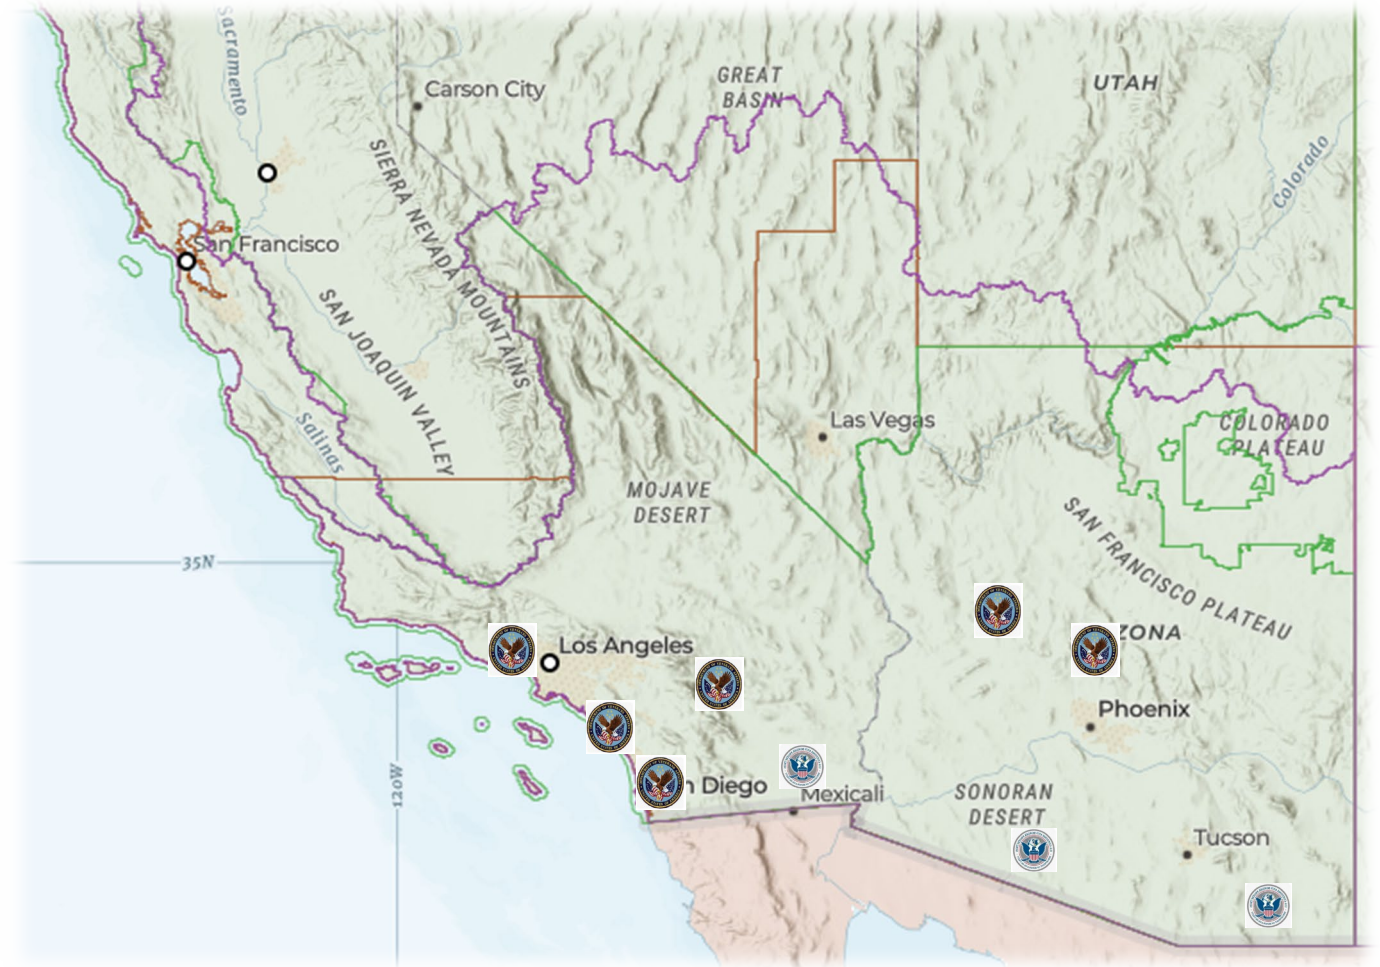 Sacramento
Carson City
GREAT
BASIN
UTAH
Colorado
SIERRA NEVADA MOUNTAINS
San Francisco
SAN JOAQUIN VALLEY
Salinas
Las Vegas
COLORADO
PLATEAU
MOJAVE
DESERT
SAN FRANCISCO PLATEAU
35N
ZONA
Los Angeles
Phoenix
120W
n Diego
Mexicali
SONORAN
DESERT
Tucson